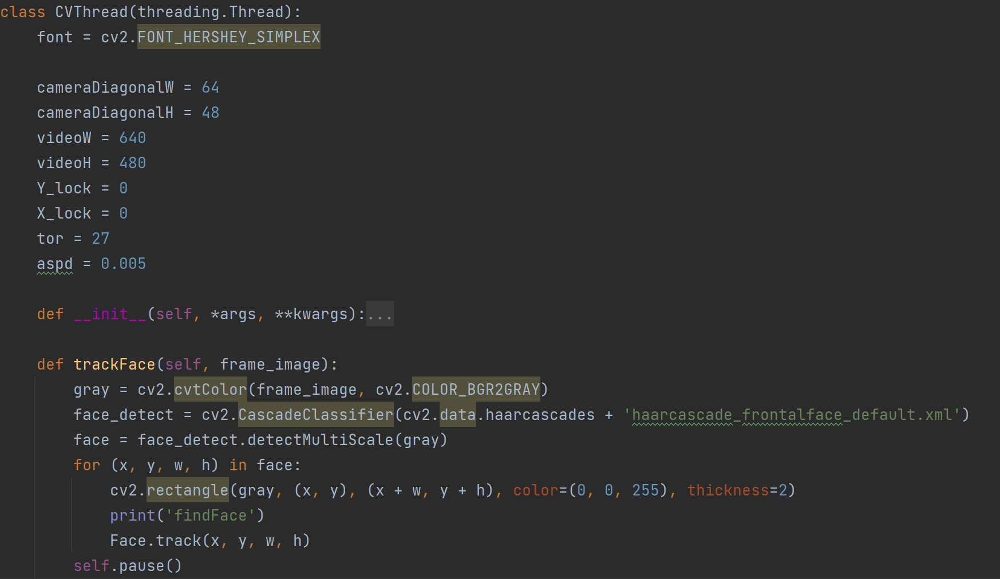 class CVThread(threading.Thread):
    font = cv2.FONT_HERSHEY_SIMPLEX

    cameraDiagonalW = 64
    cameraDiagonalH = 48
    videoW = 640
    videoH = 480
    Y_lock = 0
    X_lock = 0
    tor = 27
    aspd = 0.005

    def __init__(self, *args, **kwargs):...

    def trackFace(self, frame_image):
        gray = cv2.cvtColor(frame_image, cv2.COLOR_BGR2GRAY)
        face_detect = cv2.CascadeClassifier(cv2.data.haarcascades + 'haarcascade_frontalface_default.xml')
        face = face_detect.detectMultiScale(gray)
        for (x, y, w, h) in face:
            cv2.rectangle(gray, (x, y), (x + w, y + h), color=(0, 0, 255), thickness=2)
            print('findFace')
            Face.track(x, y, w, h)
        self.pause()